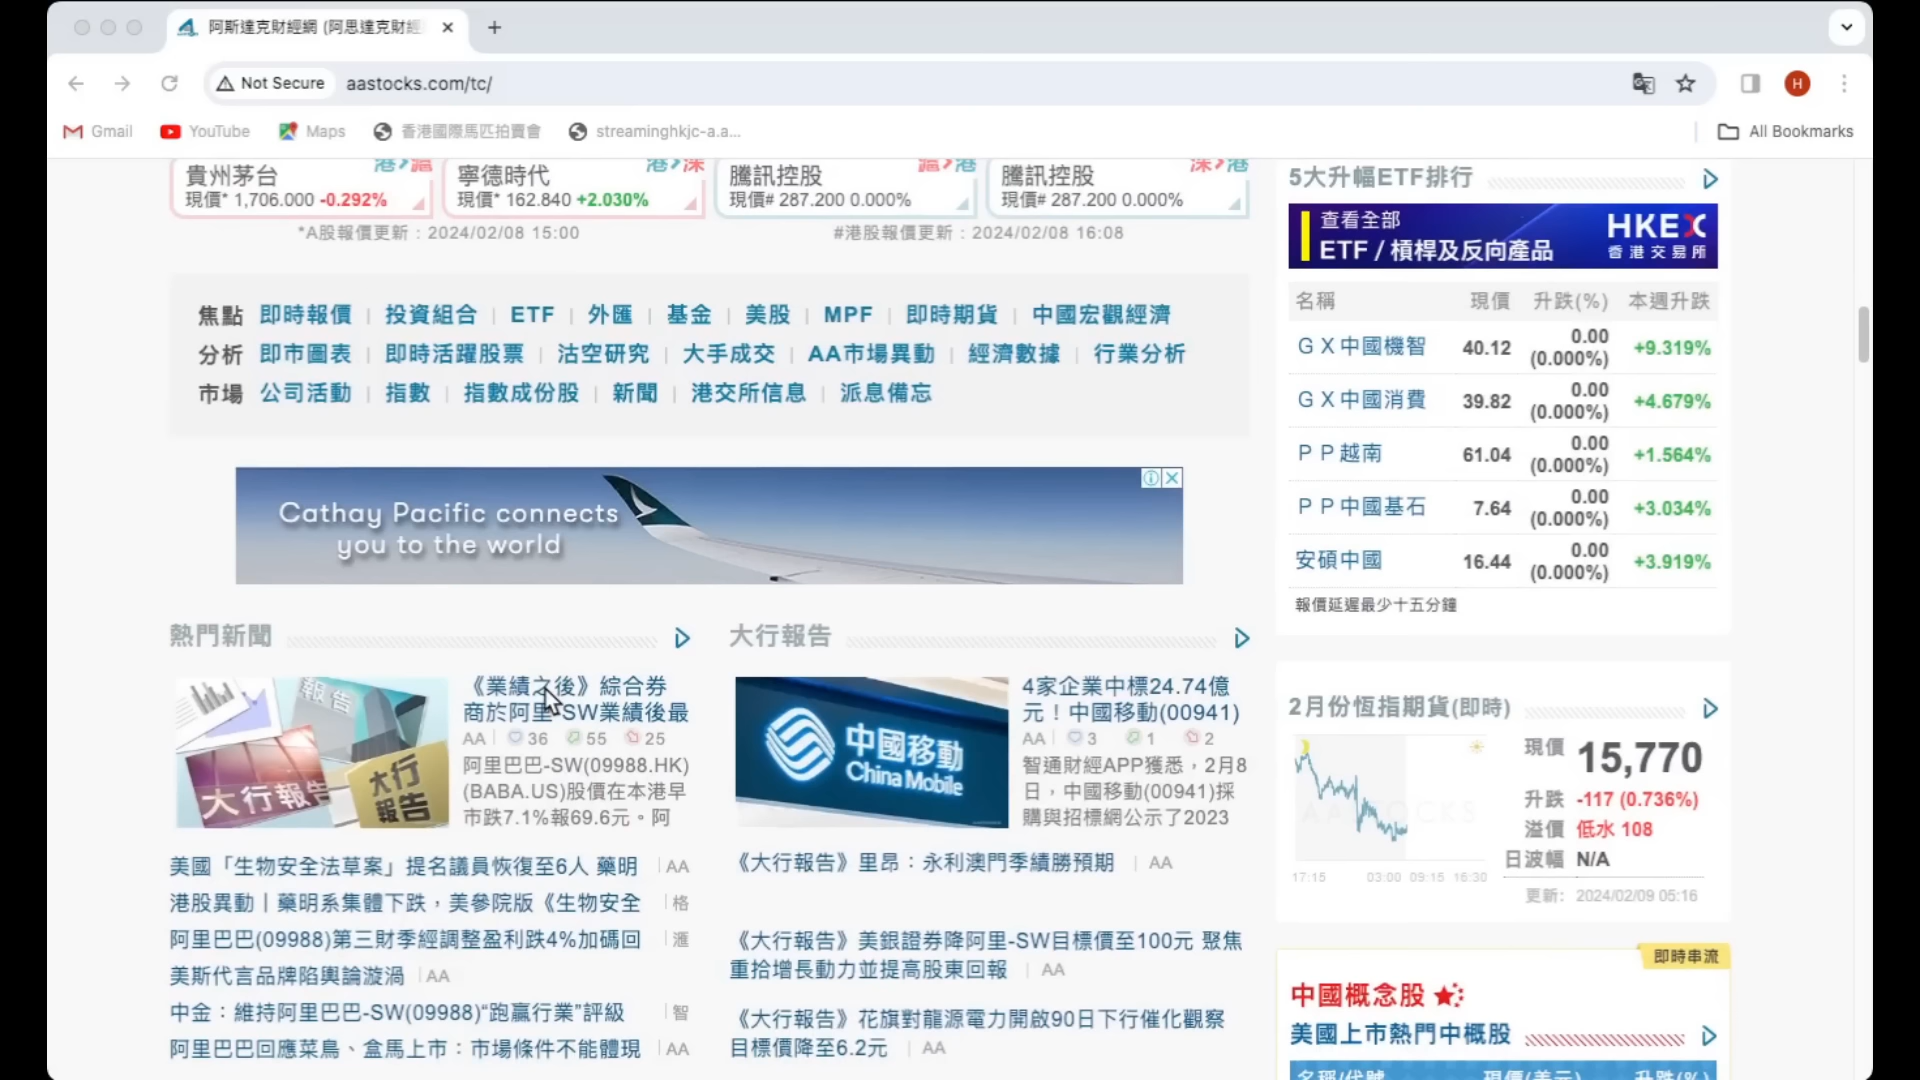 阿斯達克財經網 (阿思達克財經
Not Secure
aastocks.com/tc/
H
Gmail
YouTube
Maps
香港國際馬匹拍賣會
streaminghkjc-a.a...
All Bookmarks
貴州茅台
港 滬
現價* 1,706.000 -0.292%
寧德時代
港 深
現價* 162.840 +2.030%
騰訊控股
滬 港
現價# 287.200 0.000%
騰訊控股
深 港
現價# 287.200 0.000%
*A股報價更新：2024/02/08 15:00
#港股報價更新：2024/02/08 16:08
焦點 即時報價 | 投資組合 | ETF | 外匯 | 基金 | 美股 | MPF | 即時期貨 | 中國宏觀經濟
分析 即市圖表 | 即時活躍股票 | 沽空研究 | 大手成交 | AA市場異動 | 經濟數據 | 行業分析
市場 公司活動 | 指數 | 指數成份股 | 新聞 | 港交所信息 | 派息備忘
Cathay Pacific connects
you to the world
熱門新聞
報告
大行報告
大行
報告
《業績之後》綜合券
商於阿里-SW業績後最
AA | 36 55 25
阿里巴巴-SW(09988.HK)
(BABA.US)股價在本港早
市跌7.1%報69.6元。阿
美國「生物安全法草案」提名議員恢復至6人 藥明 | AA
港股異動丨藥明系集體下跌，美參院版《生物安全 | 格
阿里巴巴(09988)第三財季經調整盈利跌4%加碼回 | 滙
美斯代言品牌陷輿論漩渦 | AA
中金：維持阿里巴巴-SW(09988)“跑贏行業”評級 | 智
阿里巴巴回應菜鳥、盒馬上市：市場條件不能體現 | AA
大行報告
中國移動
China Mobile
4家企業中標24.74億
元！中國移動(00941)
AA | 3 1 2
智通財經APP獲悉，2月8
日，中國移動(00941)採
購與招標網公示了2023
《大行報告》里昂：永利澳門季績勝預期 | AA
《大行報告》美銀證券降阿里-SW目標價至100元 聚焦
重拾增長動力並提高股東回報 | AA
《大行報告》花旗對龍源電力開啟90日下行催化觀察
目標價降至6.2元 | AA
5大升幅ETF排行
查看全部
ETF / 槓桿及反向產品
HKEX
香港交易所
名稱 現價 升跌(%) 本週升跌
ＧＸ中國機智 40.12 0.00 (0.000%) +9.319%
ＧＸ中國消費 39.82 0.00 (0.000%) +4.679%
ＰＰ越南 61.04 0.00 (0.000%) +1.564%
ＰＰ中國基石 7.64 0.00 (0.000%) +3.034%
安碩中國 16.44 0.00 (0.000%) +3.919%
報價延遲最少十五分鐘
2月份恆指期貨(即時)
AASTOCKS
17:15 03:00 09:15 16:30
現價 15,770
升跌 -117 (0.736%)
溢價 低水 108
日波幅 N/A
更新: 2024/02/09 05:16
即時串流
中國概念股
美國上市熱門中概股
名稱/代號 現價(美元) 升跌(%)